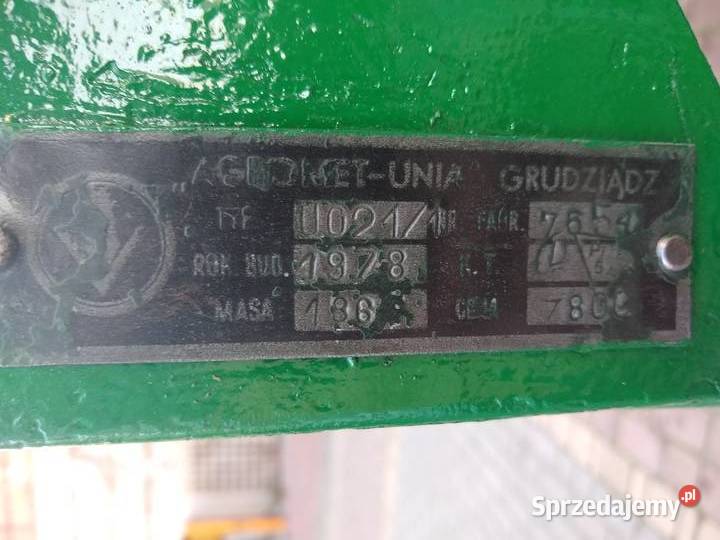 "AGROMET-UNIA" GRUDZIĄDZ
TYP U021/1 NR FABR. 7654
ROK BUD. 1978 K.T.
MASA CENA
Sprzedajemy.pl